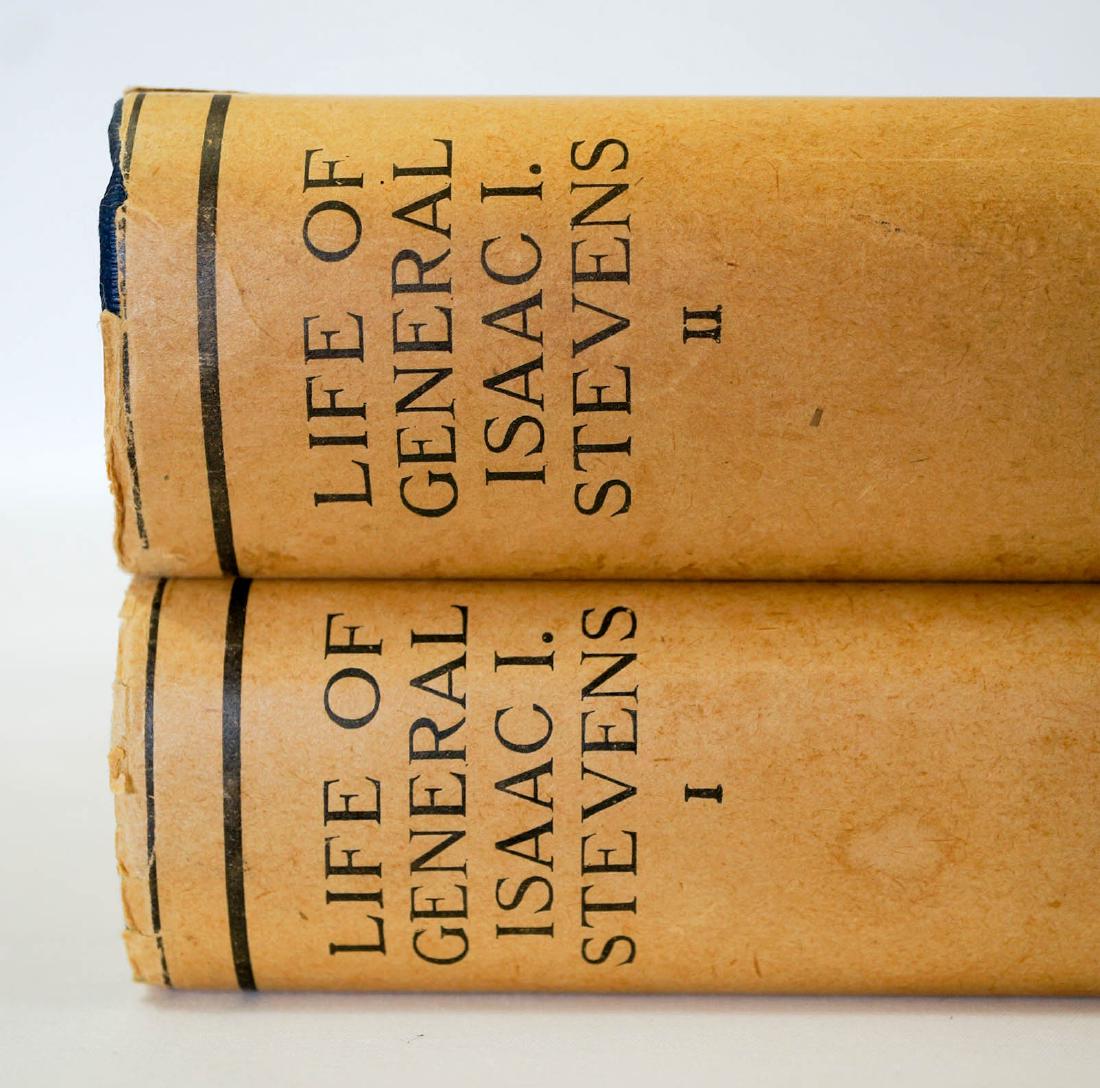 LIFE OF
GENERAL
ISAAC I.
STEVENS
II
LIFE OF
GENERAL
ISAAC I.
STEVENS
I